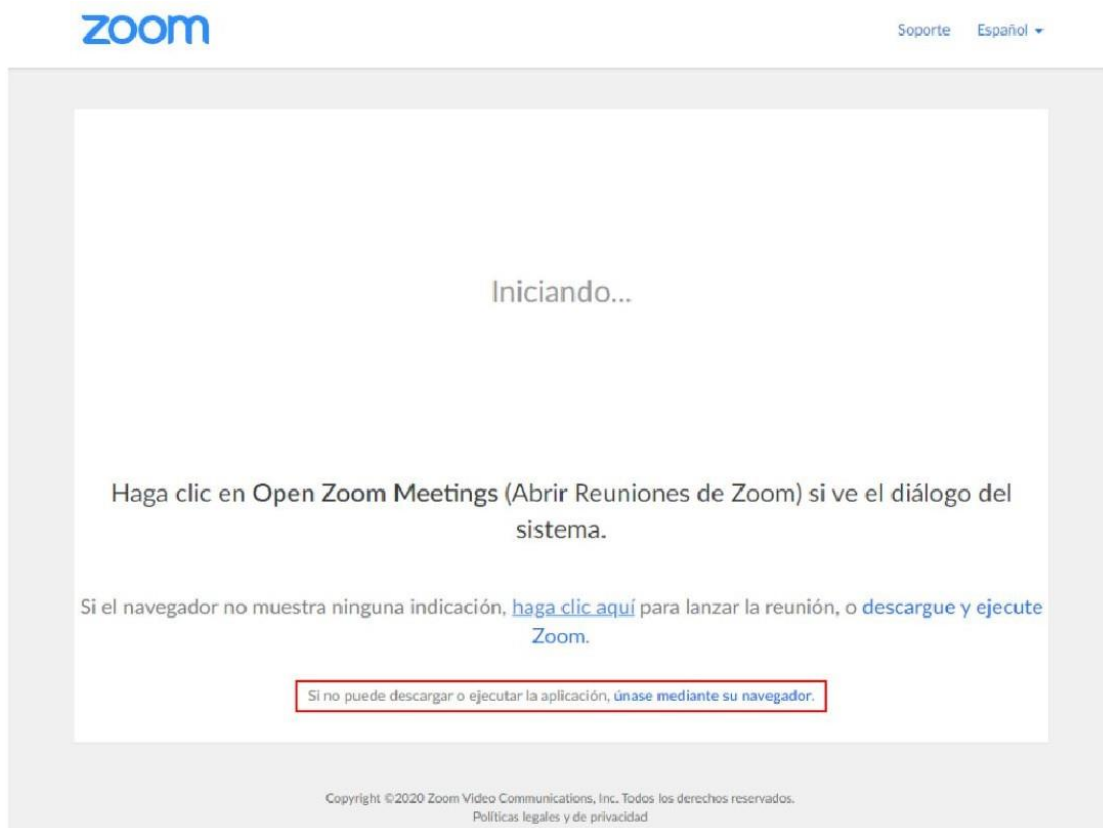 zoom
Soporte Español
Iniciando...
Haga clic en Open Zoom Meetings (Abrir Reuniones de Zoom) si ve el diálogo del
sistema.
Si el navegador no muestra ninguna indicación, haga clic aquí para lanzar la reunión, o descargue y ejecute
Zoom.
Si no puede descargar o ejecutar la aplicación, únase mediante su navegador.
Copyright ©2020 Zoom Video Communications, Inc. Todos los derechos reservados.
Políticas legales y de privacidad